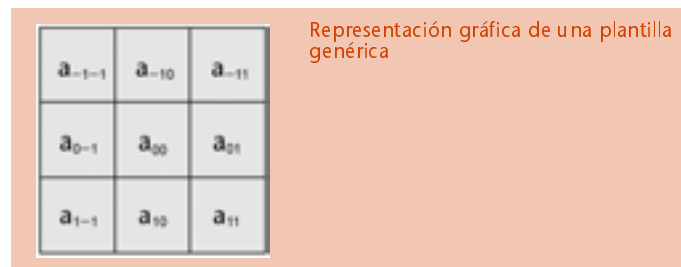 a₋₁₋₁ a₋₁₀ a₋₁₁
a₀₋₁ a₀₀ a₀₁
a₁₋₁ a₁₀ a₁₁
Representación gráfica de una plantilla
genérica